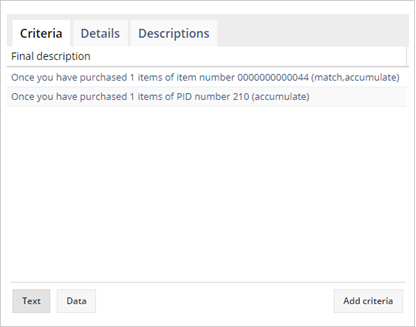 Criteria Details Descriptions
Final description
Once you have purchased 1 items of item number 0000000000044 (match,accumulate)
Once you have purchased 1 items of PID number 210 (accumulate)
Text Data Add criteria